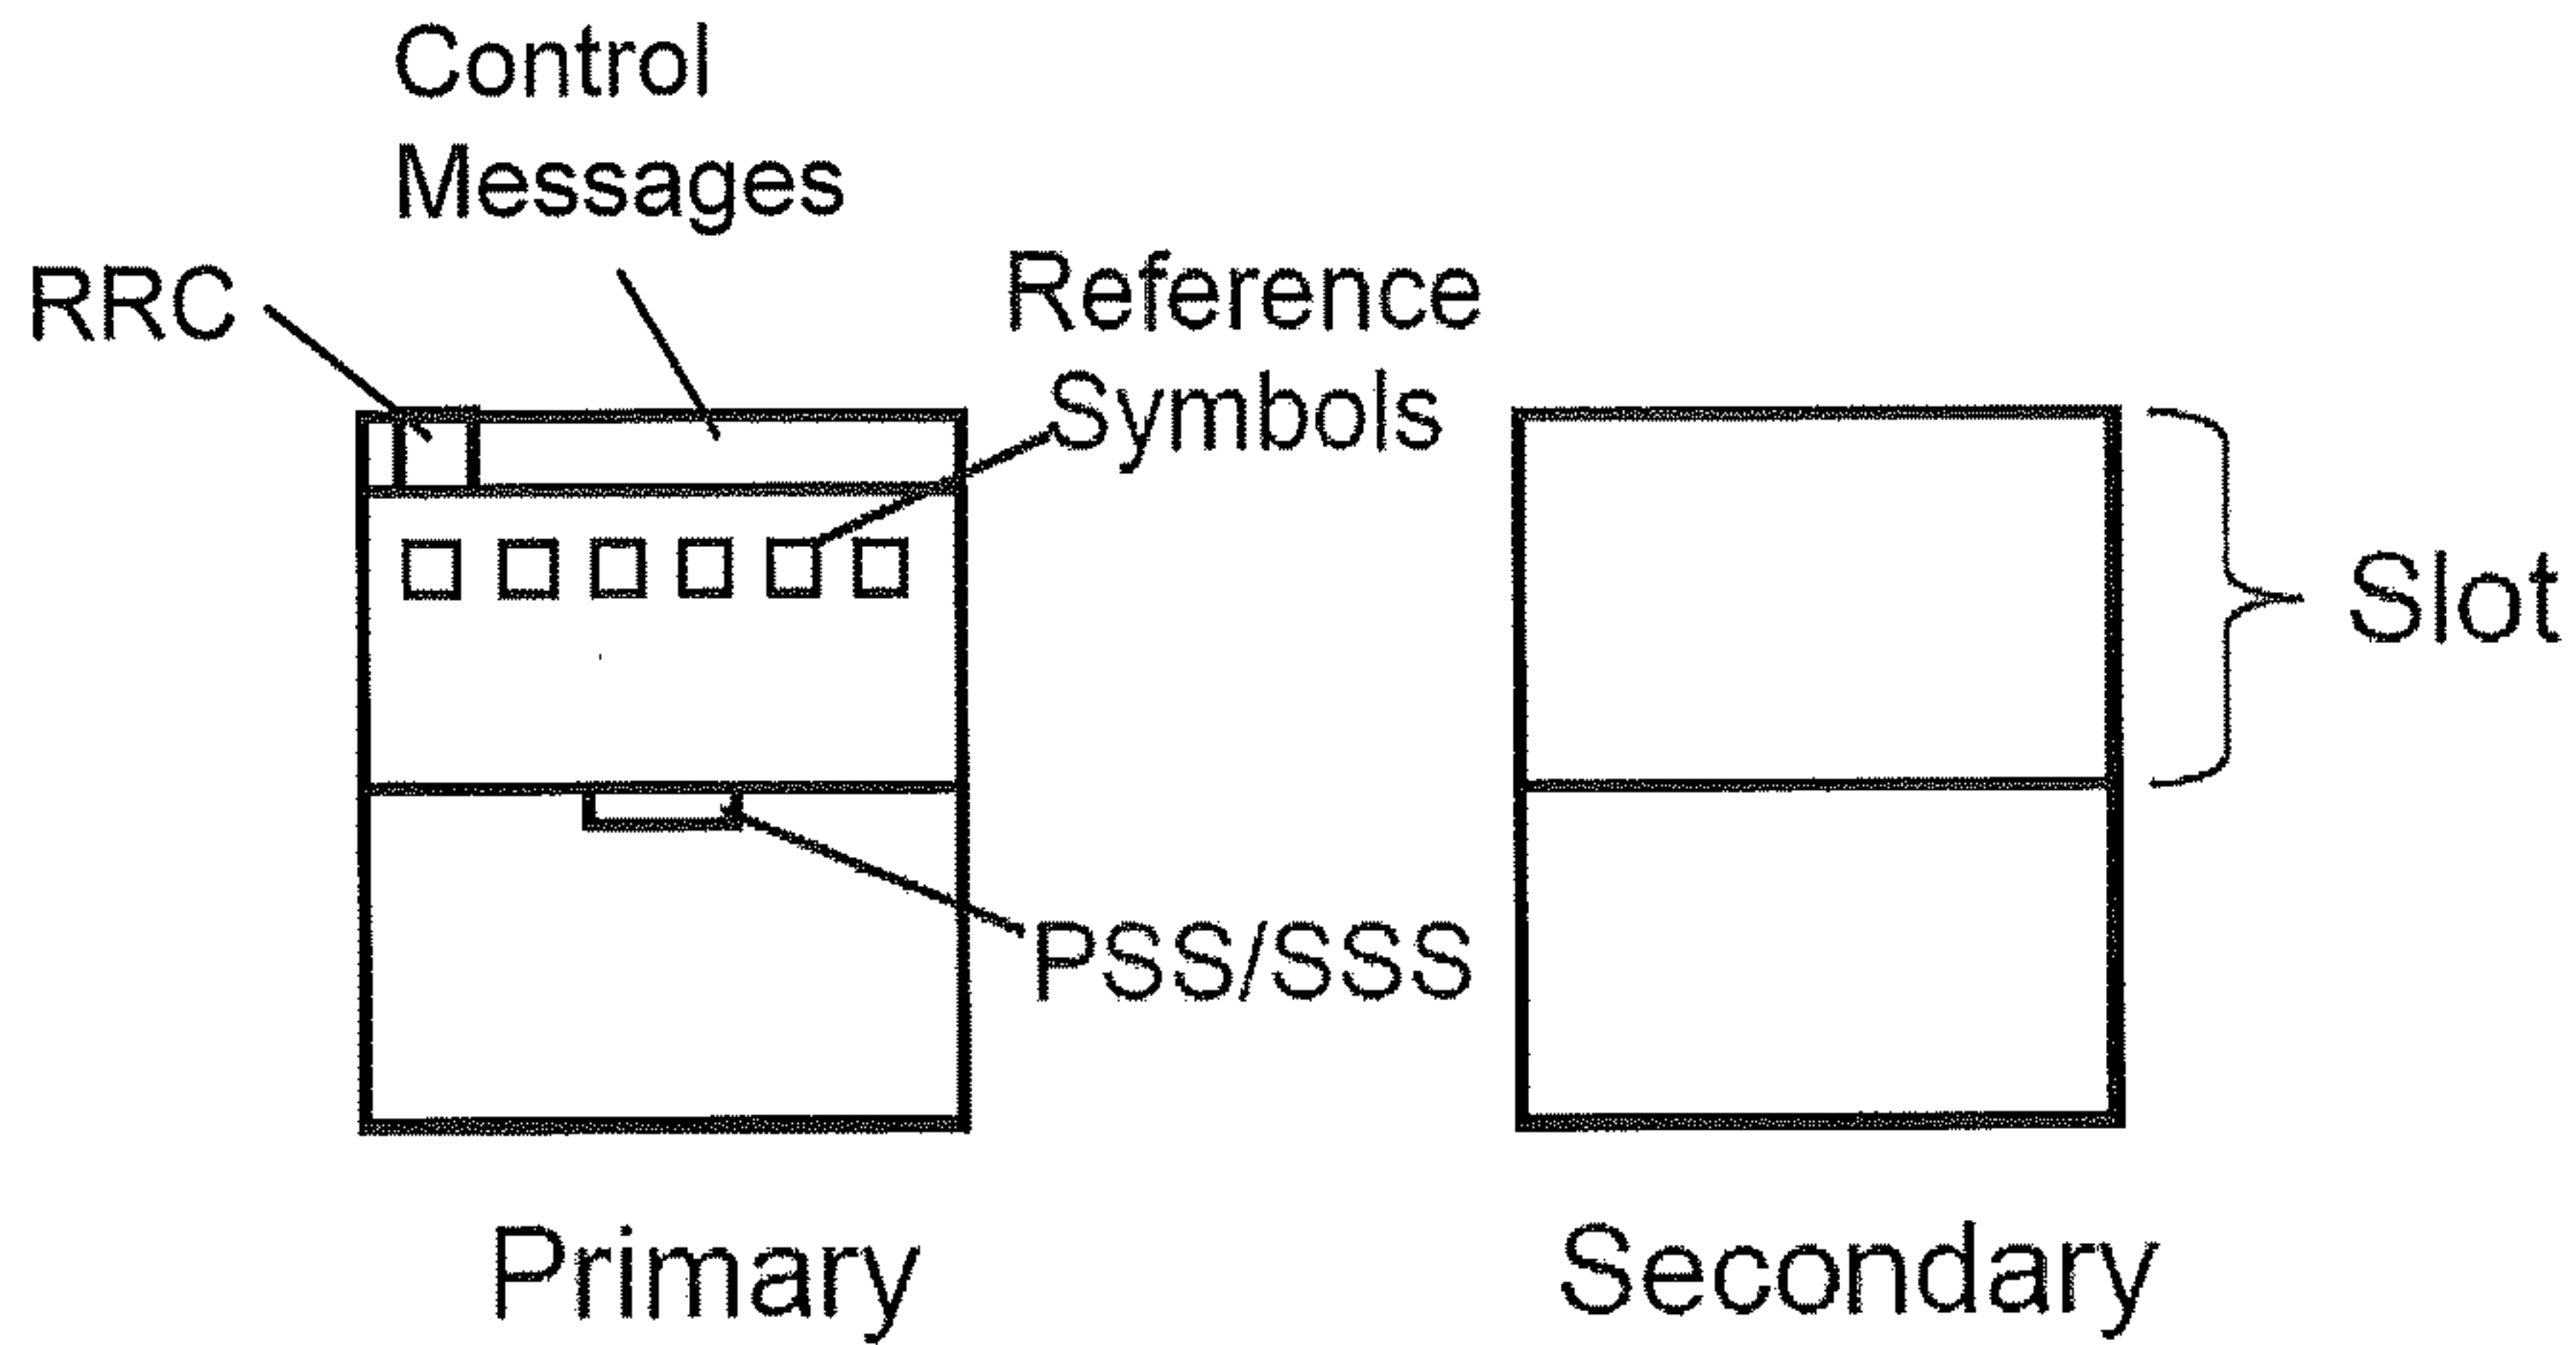 Control
Messages
RRC
Reference
Symbols
Slot
PSS/SSS
Primary
Secondary